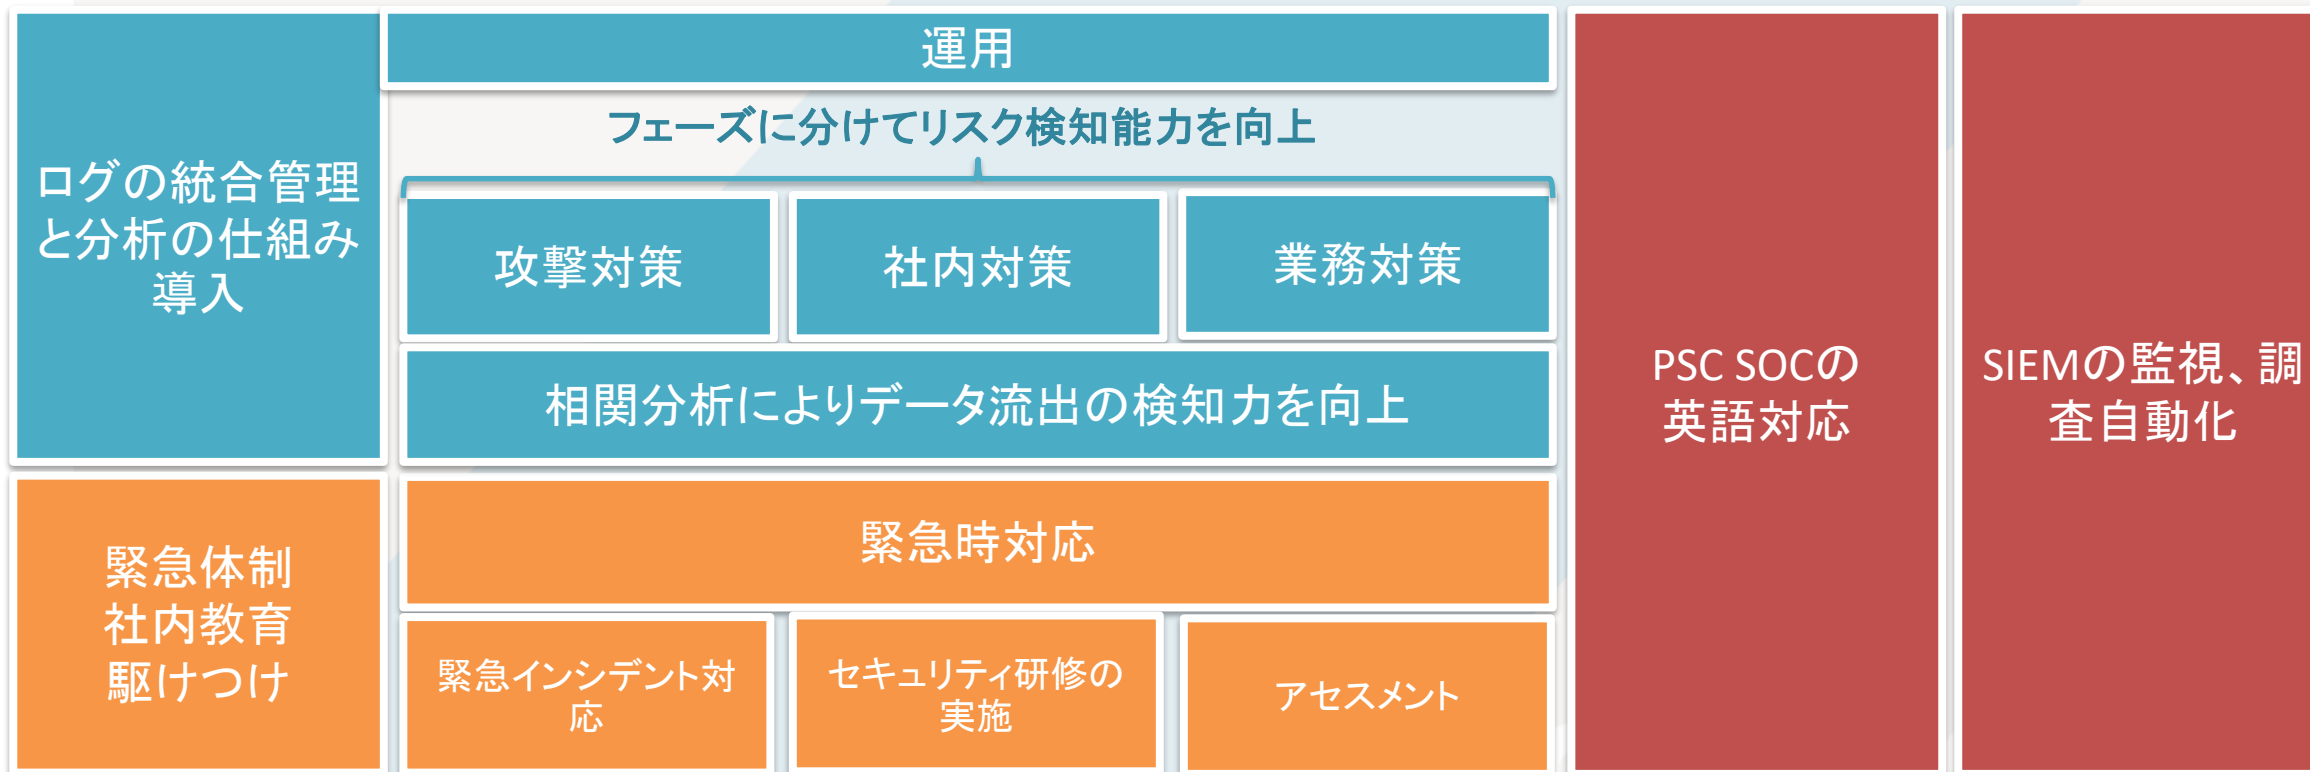 ログの統合管理
と分析の仕組み
導入
運用
フェーズに分けてリスク検知能力を向上
攻撃対策
社内対策
業務対策
相関分析によりデータ流出の検知力を向上
緊急体制
社内教育
駆けつけ
緊急時対応
緊急インシデント対
応
セキュリティ研修の
実施
アセスメント
PSC SOCの
英語対応
SIEMの監視、調
査自動化